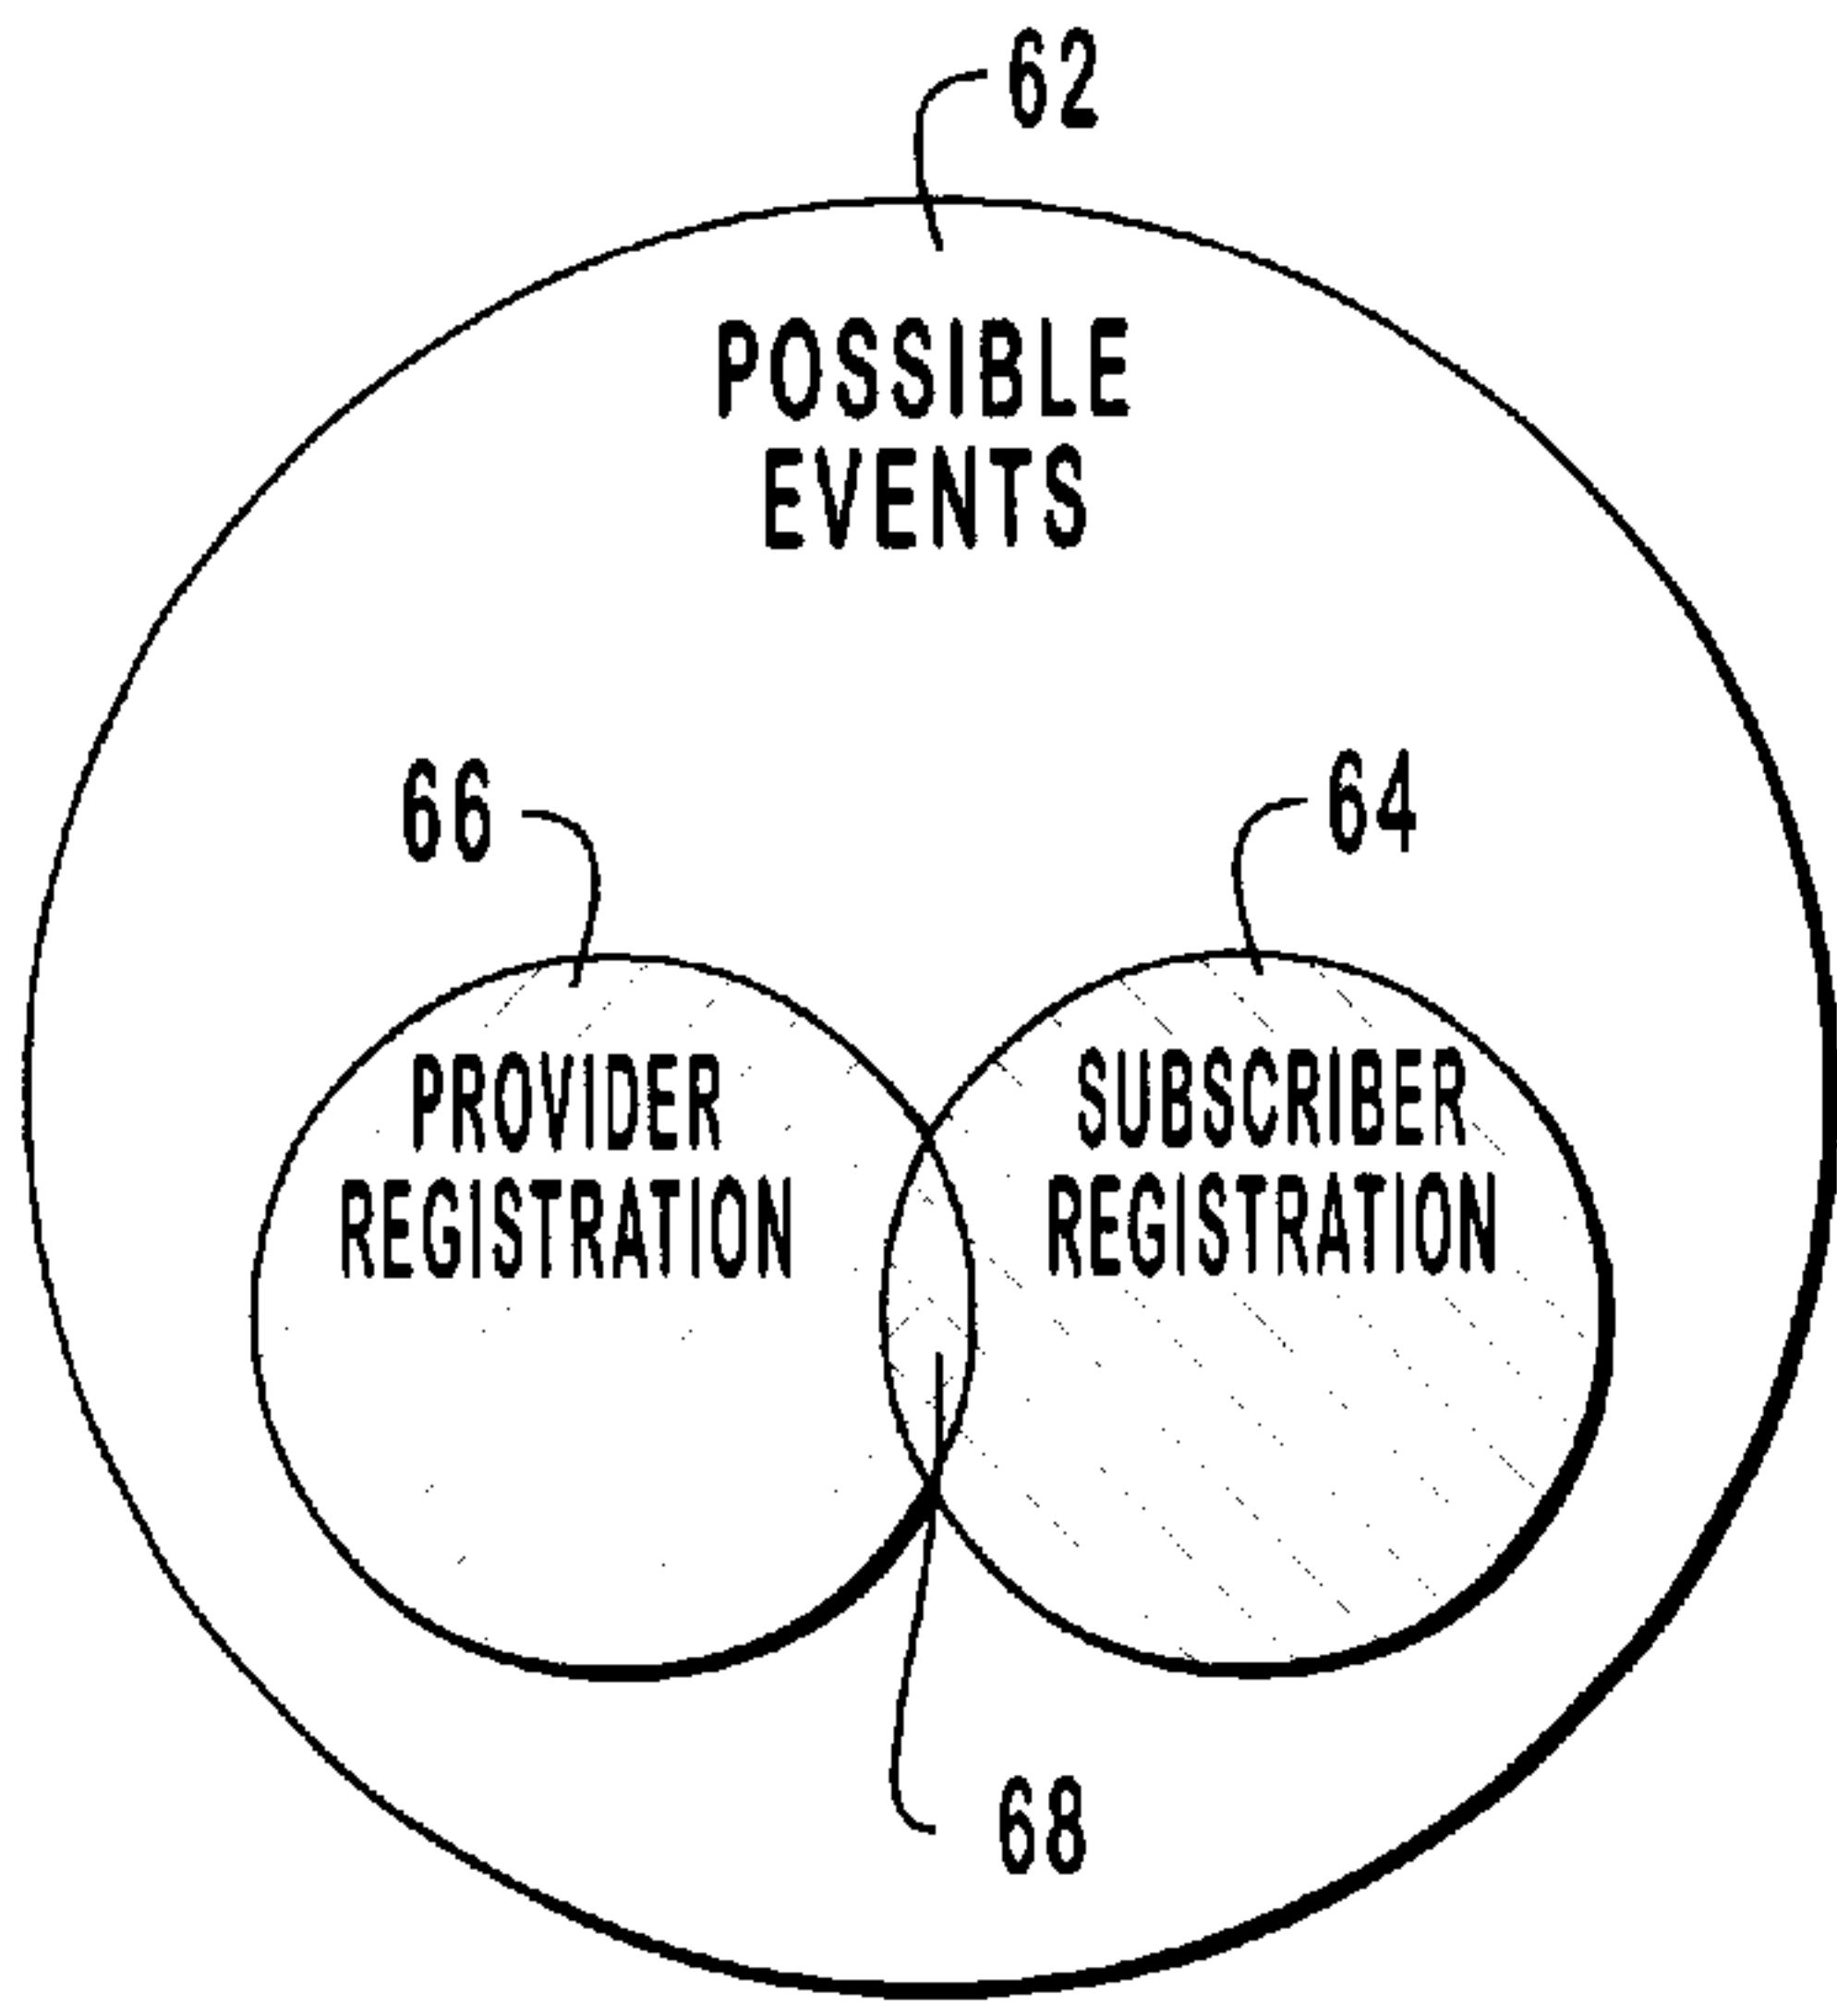 62
POSSIBLE
EVENTS
66
64
PROVIDER
REGISTRATION
SUBSCRIBER
REGISTRATION
68